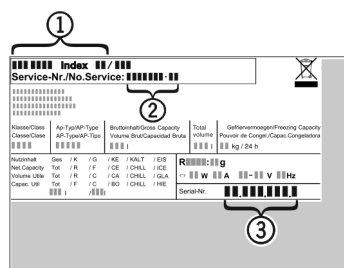 1
Index /
Service-Nr./No.Service: -
2
Klasse/Class Ap-Typ/AP-Type Bruttoinhalt/Gross Capacity Total Gefriervermoegen/Freezing Capacity
Classe/Clase AP-Type/AP-Tipo Volume Brut/Capacidad Bruta volume Pouvoir de Congel./Capac.Congeladora
l l kg / 24 h
Nutzinhalt Ges / K / G / KE / KALT / EIS
Net.Capacity Tot / R / F / CE / CHILL / ICE
Volume Utile Tot / R / C / CA / CHILL / GLA
Capac. Util Tot / F / C / BO / CHILL / HIE
l / l
R : g
W A - V Hz
Serial-Nr. . . .
3